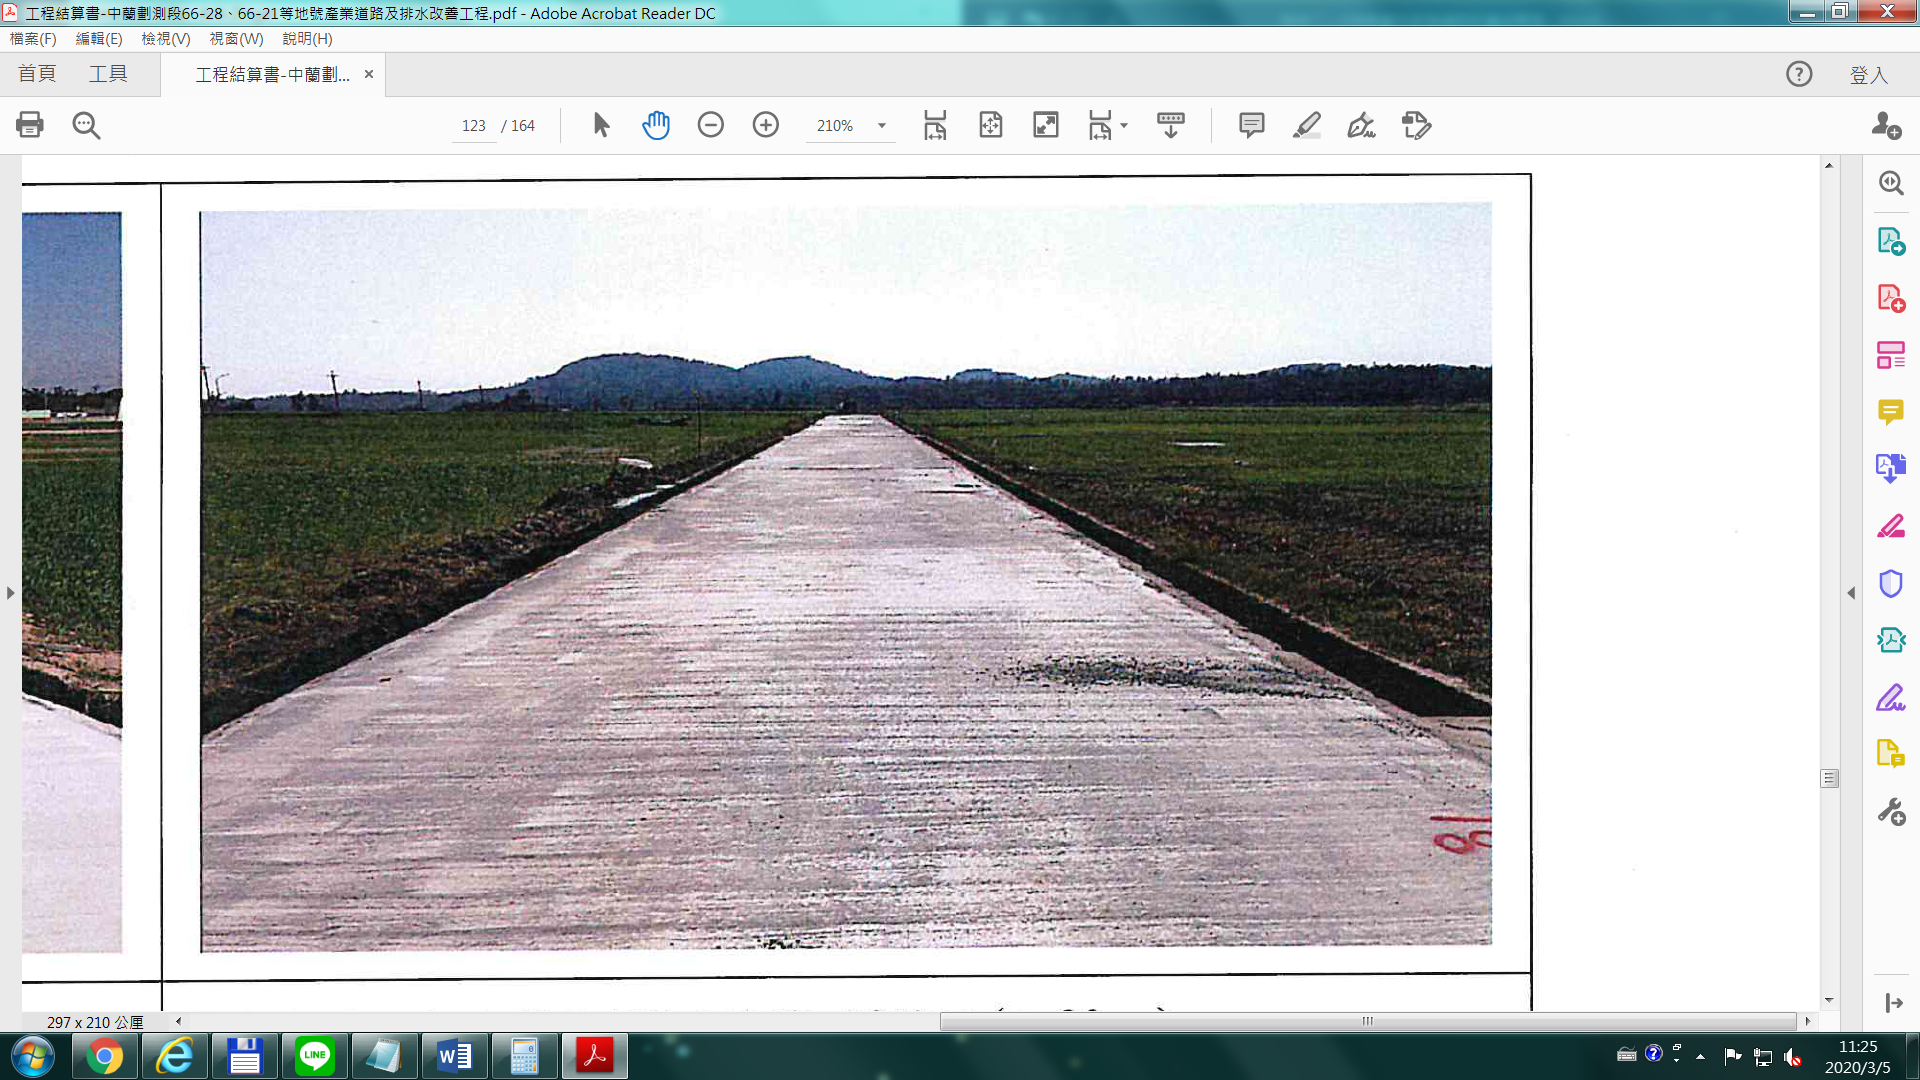 工程結算書-中蘭劃測段66-28、66-21等地號產業道路及排水改善工程.pdf - Adobe Acrobat Reader DC
檔案(F) 編輯(E) 檢視(V) 視窗(W) 說明(H)
首頁 工具 工程結算書-中蘭劃... × ? 登入
123 / 164 210%
297 x 210 公厘
LINE
11:25
2020/3/5